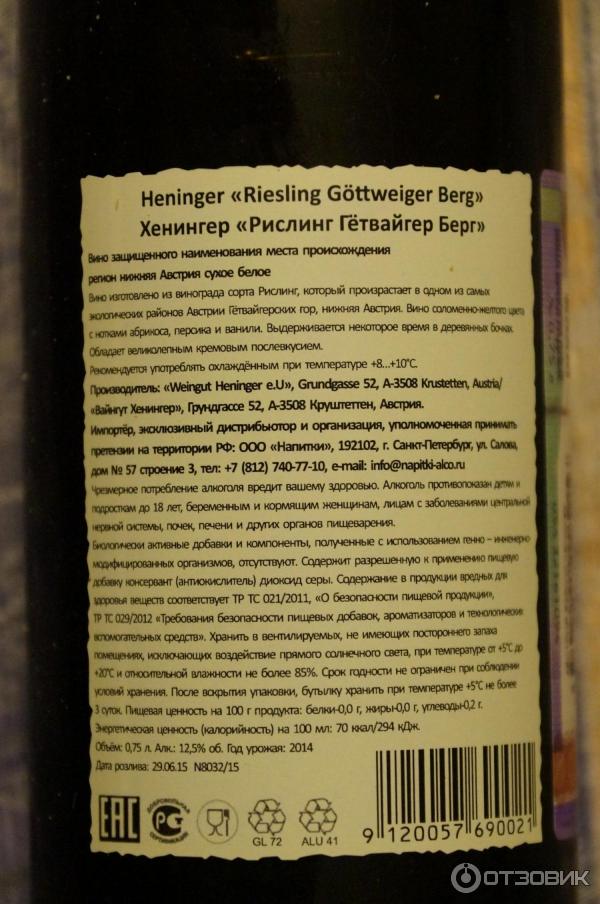 Heninger «Riesling Göttweiger Berg»
Хенингер «Рислинг Гётвайгер Берг»
Вино защищенного наименования места происхождения
регион нижняя Австрия сухое белое
Вино изготовлено из винограда сорта Рислинг, который произрастает в одном из самых
экологических районов Австрии Гётвайгерских гор, нижняя Австрия. Вино соломенно-желтого цвета
с нотками абрикоса, персика и ванили. Выдерживается некоторое время в деревянных бочках.
Обладает великолепным кремовым послевкусием.
Рекомендуется употреблять охлаждённым при температуре +8...+10°С.
Производитель: «Weingut Heninger e.U», Grundgasse 52, A-3508 Krustetten, Austria/
«Вайнгут Хенингер», Грундгассе 52, А-3508 Круштеттен, Австрия.
Импортёр, эксклюзивный дистрибьютор и организация, уполномоченная принимать
претензии на территории РФ: ООО «Напитки», 192102, г. Санкт-Петербург, ул. Салова,
дом № 57 строение 3, тел: +7 (812) 740-77-10, e-mail: info@napitki-alco.ru
Чрезмерное потребление алкоголя вредит вашему здоровью. Алкоголь противопоказан детям и
подросткам до 18 лет, беременным и кормящим женщинам, лицам с заболеваниями центральной
нервной системы, почек, печени и других органов пищеварения.
Биологически активные добавки и компоненты, полученные с использованием генно – инженерно
модифицированных организмов, отсутствуют. Содержит разрешенную к применению пищевую
добавку консервант (антиокислитель) диоксид серы. Содержание в продукции вредных для
здоровья веществ соответствует ТР ТС 021/2011, «О безопасности пищевой продукции»,
ТР ТС 029/2012 «Требования безопасности пищевых добавок, ароматизаторов и технологических
вспомогательных средств». Хранить в вентилируемых, не имеющих постороннего запаха
помещениях, исключающих воздействие прямого солнечного света, при температуре от +5°С до
+20°С и относительной влажности не более 85%. Срок годности не ограничен при соблюдении
условий хранения. После вскрытия упаковки, бутылку хранить при температуре +5°С не более
3 суток. Пищевая ценность на 100 г продукта: белки-0,0 г, жиры-0,0 г, углеводы-0,2 г.
Энергетическая ценность (калорийность) на 100 мл: 70 ккал/294 кДж.
Объём: 0,75 л. Алк.: 12,5% об. Год урожая: 2014
Дата розлива: 29.06.15 N8032/15
EAC
ДОБРОВОЛЬНАЯ СЕРТИФИКАЦИЯ
GL 72
ALU 41
9 120057 690021
ОТЗОВИК